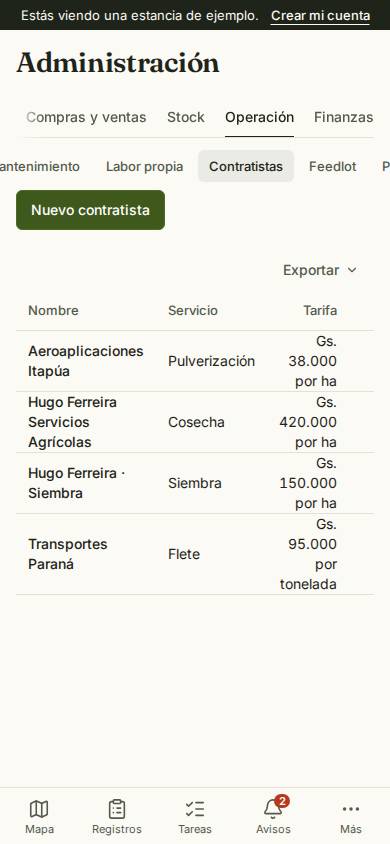 Estás viendo una estancia de ejemplo. Crear mi cuenta
Administración
Compras y ventas Stock Operación Finanzas
antenimiento Labor propia Contratistas Feedlot P
Nuevo contratista
Exportar
Nombre Servicio Tarifa
Aeroaplicaciones Itapúa Pulverización Gs. 38.000 por ha
Hugo Ferreira Servicios Agrícolas Cosecha Gs. 420.000 por ha
Hugo Ferreira · Siembra Siembra Gs. 150.000 por ha
Transportes Paraná Flete Gs. 95.000 por tonelada
2
Mapa Registros Tareas Avisos Más